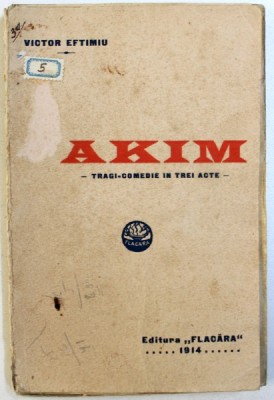 VICTOR EFTIMIU
5
AKIM
— TRAGI-COMEDIE IN TREI ACTE —
FLACĂRA
Editura „FLACĂRA"
..... 1914 ......